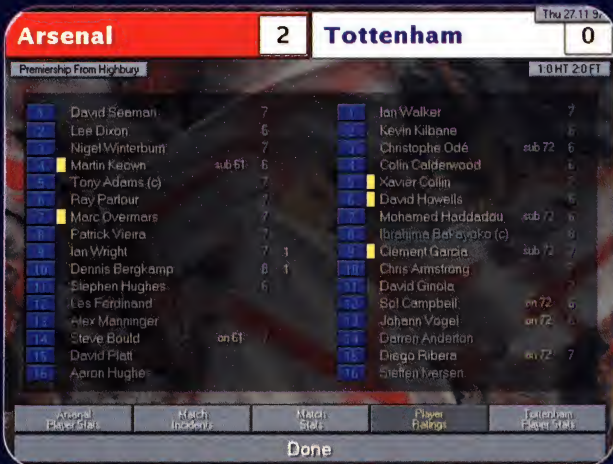 Thu 27.11.97
Arsenal 2 Tottenham 0
Premiership From Highbury 1:0 HT 2:0 FT
1 David Seaman 7
2 Lee Dixon 6
3 Nigel Winterburn 7
4 Martin Keown sub 61 6
5 Tony Adams (c) 7
6 Ray Parlour 7
7 Marc Overmars 7
8 Patrick Vieira 7
9 Ian Wright 7 1
10 Dennis Bergkamp 8 1
11 Stephen Hughes 6
12 Les Ferdinand
13 Alex Manninger
14 Steve Bould on 61 7
15 David Platt
16 Aaron Hughes
1 Ian Walker 7
2 Kevin Kilbane 6
3 Christophe Odé sub 72 6
4 Colin Calderwood 6
5 Xavier Collin
6 David Howells 6
7 Mohamed Haddadou sub 72 6
8 Ibrahima Bakayoko (c) 8
9 Clement Garcia sub 72 7
10 Chris Armstrong 7
11 David Ginola 7
12 Sol Campbell on 72 6
13 Johann Vogel on 72 6
14 Darren Anderton
15 Diego Ribera on 72 7
16 Steffen Iversen
Arsenal Player Stats
Match Incidents
Match Stats
Player Ratings
Tottenham Player Stats
Done